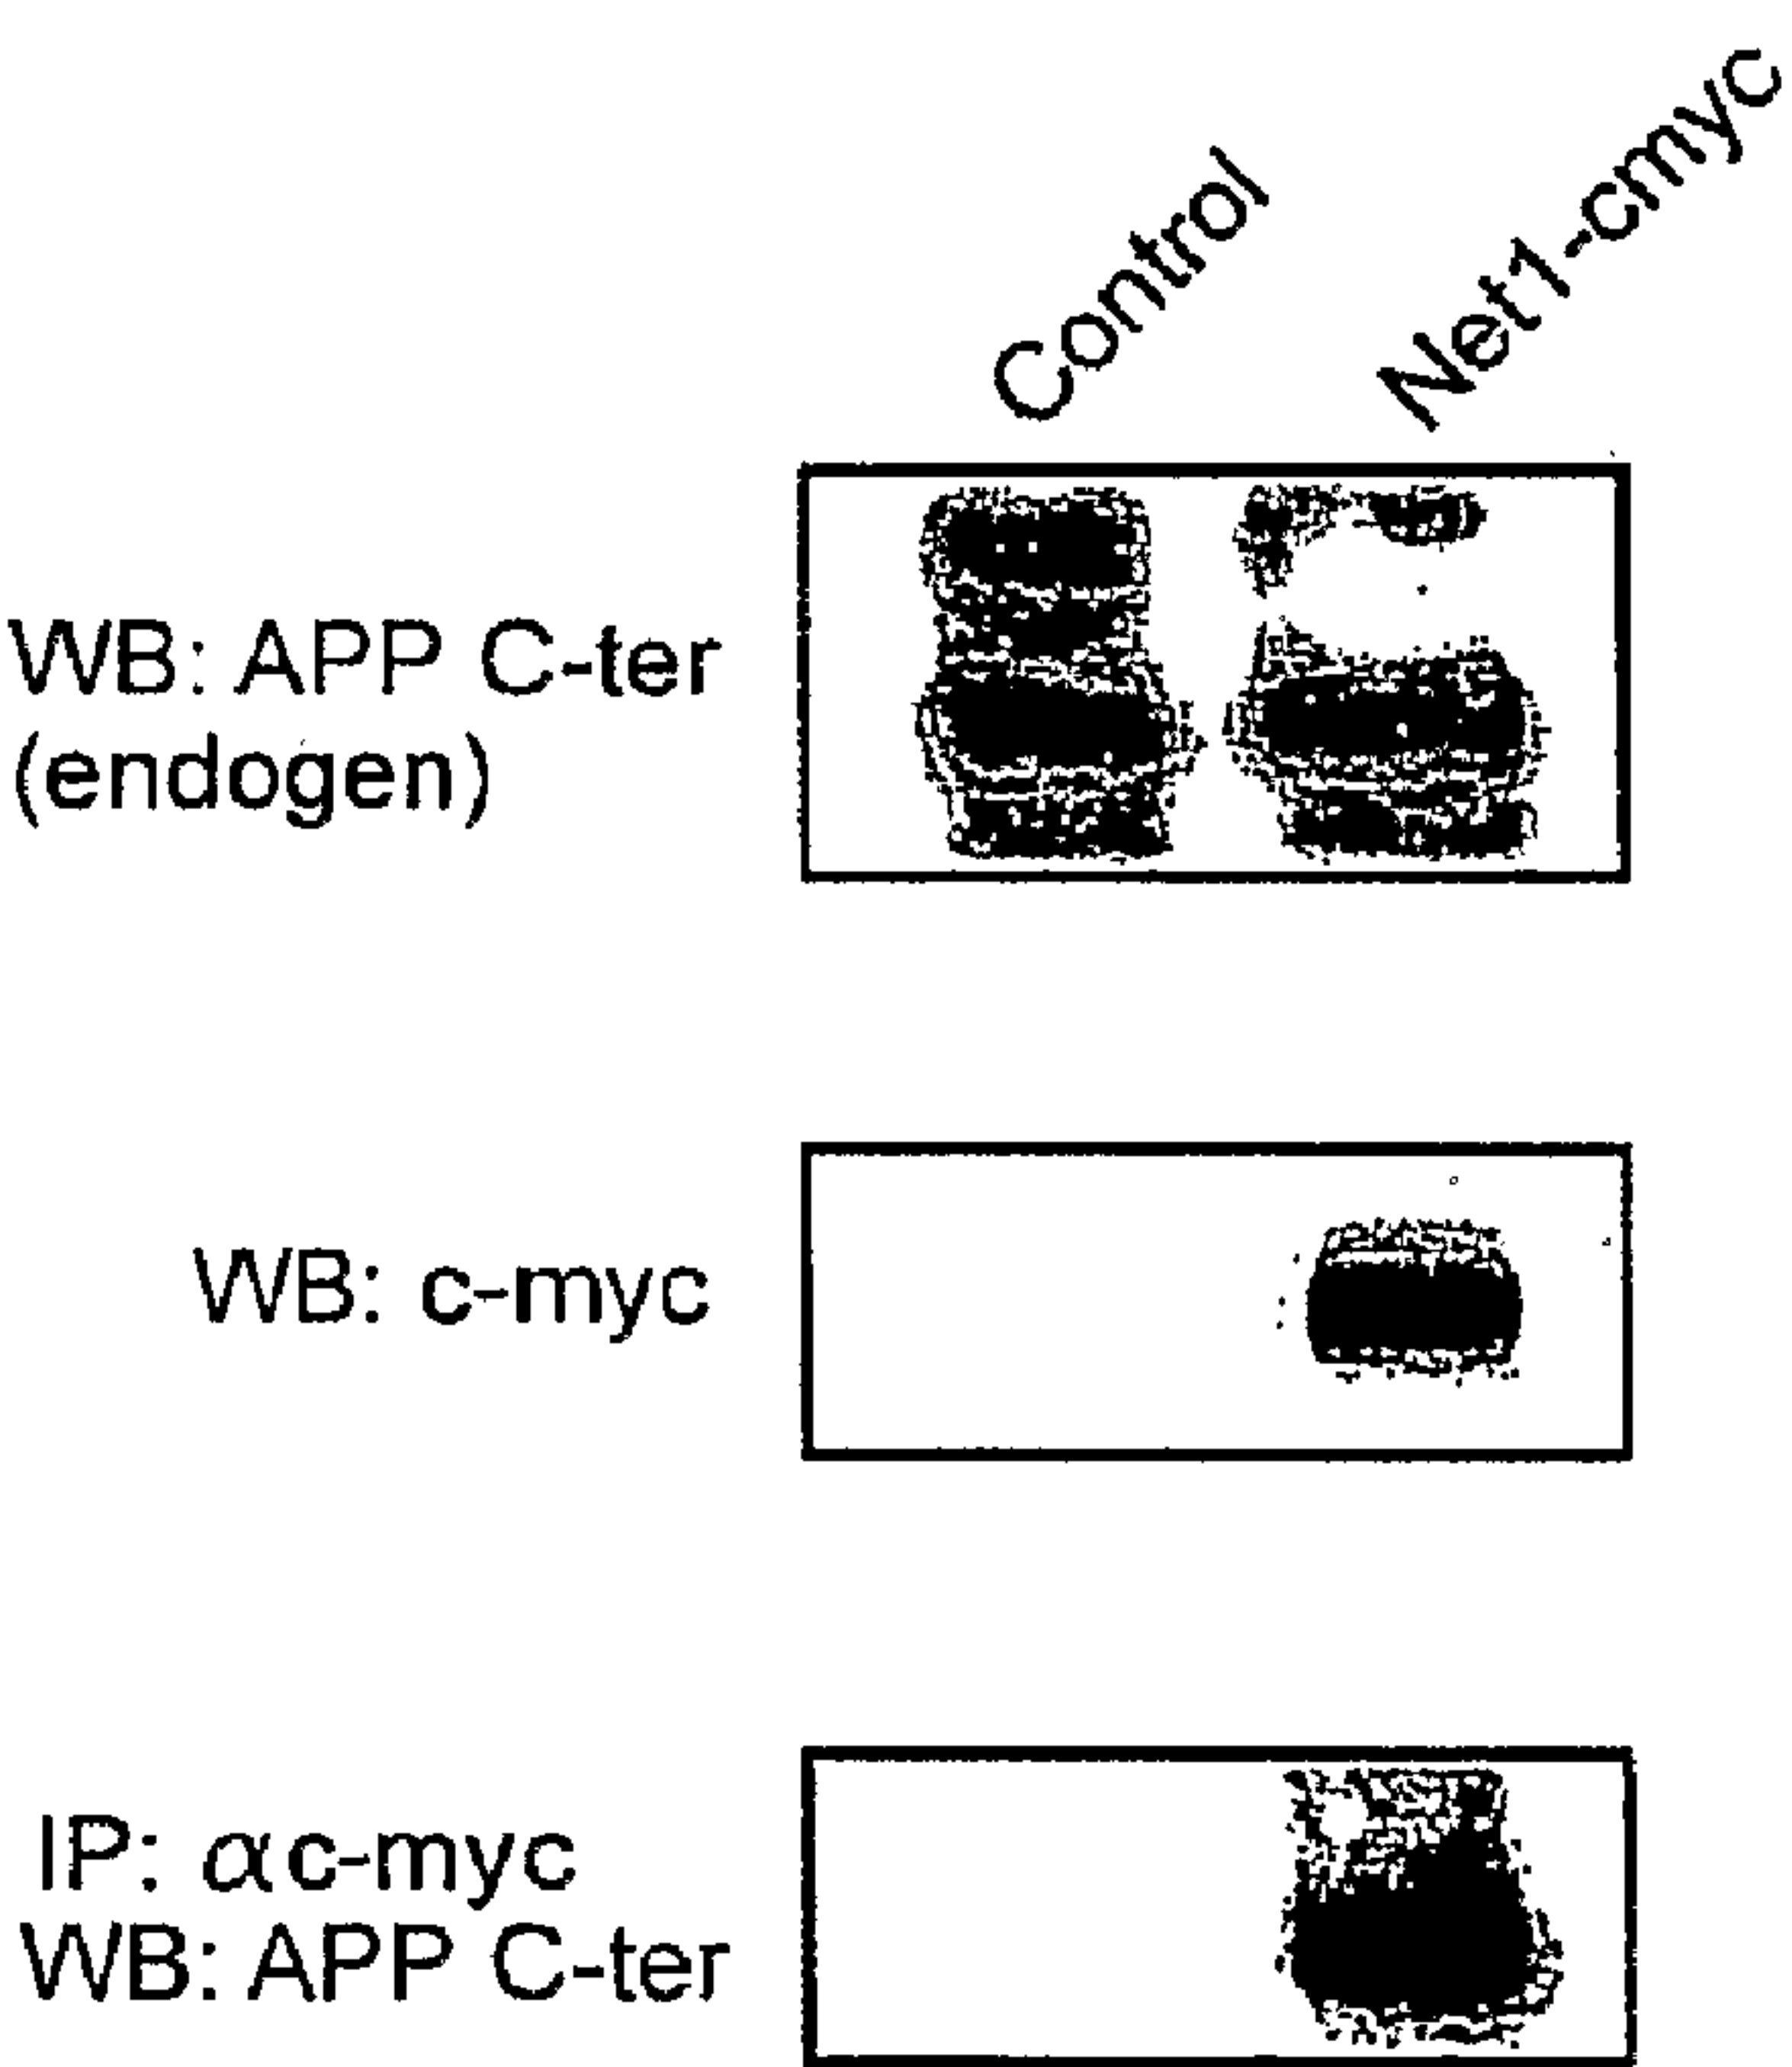 Control
Net1-cmyc
WB: APP C-ter
(endogen)
WB: c-myc
IP: αc-myc
WB: APP C-ter